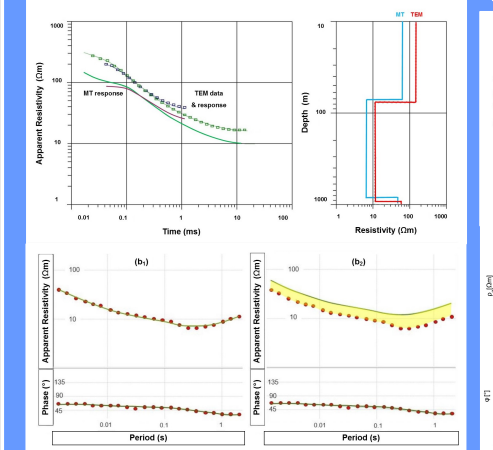 MT TEM
1000
100
10
1
Apparent Resistivity (Ωm)
MT response
TEM data
& response
0.01 0.1 1 10 100
Time (ms)
10
100
1000
Depth (m)
1 10 100 1000
Resistivity (Ωm)
(b1)
100
10
Apparent Resistivity (Ωm)
135
90
45
Phase (°)
0.01 0.1 1
Period (s)
(b2)
100
10
Apparent Resistivity (Ωm)
135
90
45
Phase (°)
0.01 0.1 1
Period (s)